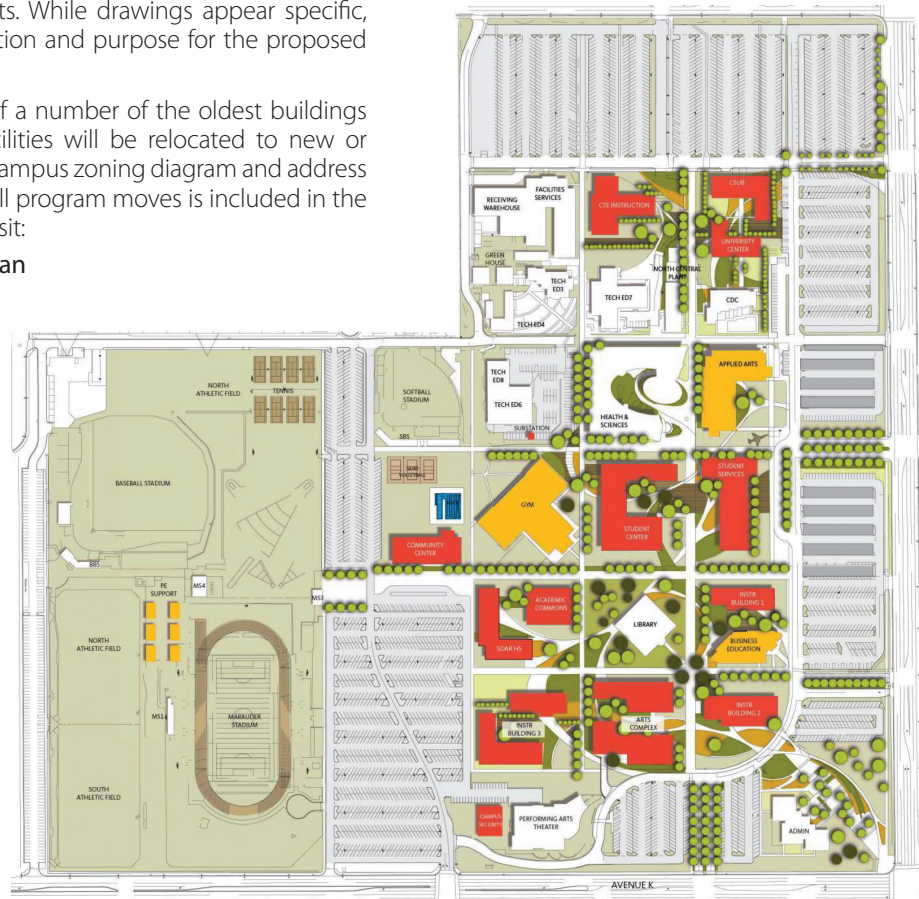 ts. While drawings appear specific,
tion and purpose for the proposed
f a number of the oldest buildings
cilities will be relocated to new or
campus zoning diagram and address
ll program moves is included in the
sit:
an
RECEIVING
WAREHOUSE
FACILITIES
SERVICES
GREEN
HOUSE
TECH
ED3
TECH ED4
CTE INSTRUCTION
CSUB
UNIVERSITY
CENTER
NORTH CENTRAL
PLANT
TECH ED7
CDC
NORTH
ATHLETIC FIELD
TENNIS
SOFTBALL
STADIUM
SBS
TECH
ED8
TECH ED6
SUBSTATION
HEALTH &
SCIENCES
APPLIED ARTS
BASEBALL STADIUM
BBS
SAND
VOLLEYBALL
COMMUNITY
CENTER
GYM
STUDENT
CENTER
STUDENT
SERVICES
PE
SUPPORT
MS4
MS3
NORTH
ATHLETIC FIELD
MARAUDER
STADIUM
SOUTH
ATHLETIC FIELD
ACADEMIC
COMMONS
SOAR HS
LIBRARY
INSTR
BUILDING 1
BUSINESS
EDUCATION
INSTR
BUILDING 3
ARTS
COMPLEX
INSTR
BUILDING 2
CAMPUS
SECURITY
PERFORMING ARTS
THEATER
ADMIN
AVENUE K